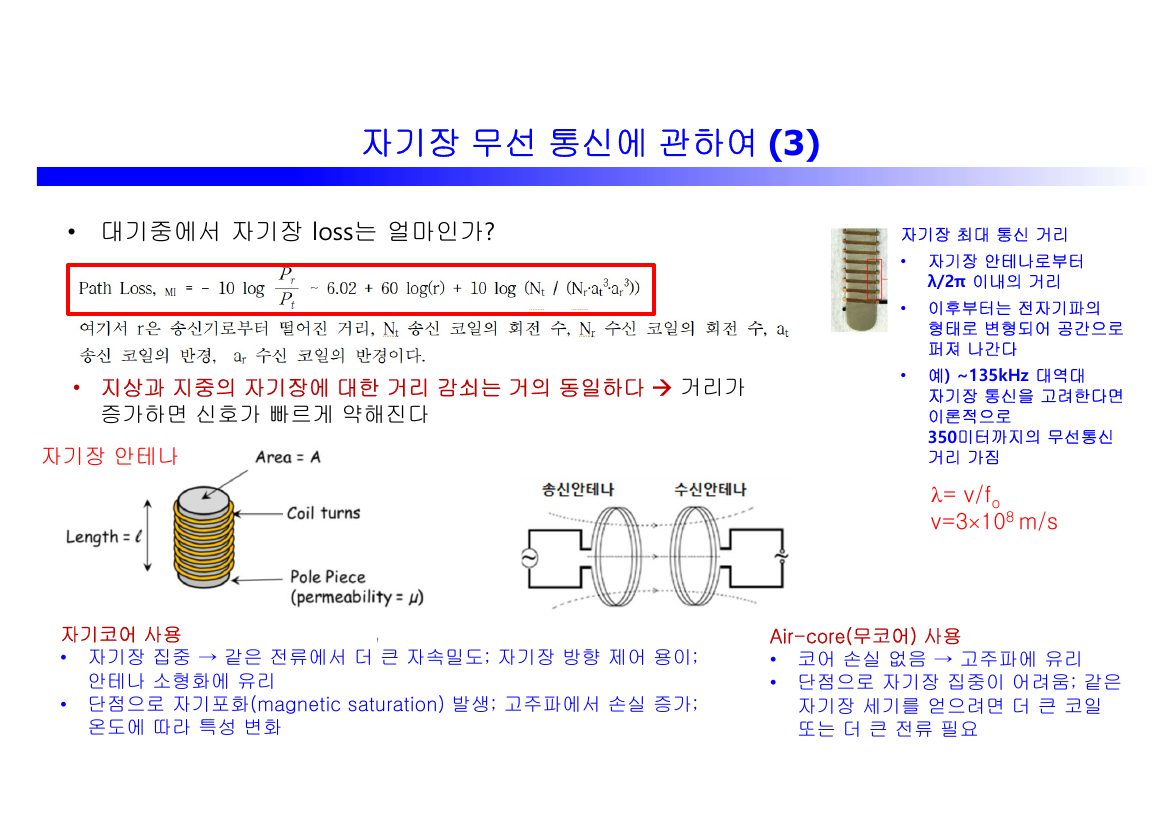 자기장 무선 통신에 관하여 (3)
• 대기중에서 자기장 loss는 얼마인가?
Path Loss, MI = - 10 log P_r/P_t ~ 6.02 + 60 log(r) + 10 log (N_t / (N_r·a_t³·a_r³))
여기서 r은 송신기로부터 떨어진 거리, N_t 송신 코일의 회전 수, N_r 수신 코일의 회전 수, a_t
송신 코일의 반경, a_r 수신 코일의 반경이다.
• 지상과 지중의 자기장에 대한 거리 감쇠는 거의 동일하다 → 거리가
증가하면 신호가 빠르게 약해진다
자기장 최대 통신 거리
• 자기장 안테나로부터
λ/2π 이내의 거리
• 이후부터는 전자기파의
형태로 변형되어 공간으로
퍼져 나간다
• 예) ~135kHz 대역대
자기장 통신을 고려한다면
이론적으로
350미터까지의 무선통신
거리 가짐
λ= v/f_o
v=3×10⁸ m/s
자기장 안테나
Area = A
Coil turns
Length = ℓ
Pole Piece
(permeability = μ)
송신안테나
수신안테나
자기코어 사용
• 자기장 집중 → 같은 전류에서 더 큰 자속밀도; 자기장 방향 제어 용이;
안테나 소형화에 유리
• 단점으로 자기포화(magnetic saturation) 발생; 고주파에서 손실 증가;
온도에 따라 특성 변화
Air-core(무코어) 사용
• 코어 손실 없음 → 고주파에 유리
• 단점으로 자기장 집중이 어려움; 같은
자기장 세기를 얻으려면 더 큰 코일
또는 더 큰 전류 필요